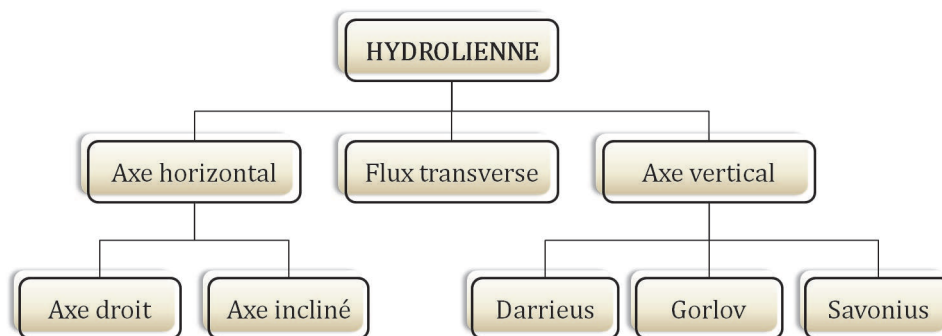 HYDROLIENNE
Axe horizontal
Flux transverse
Axe vertical
Axe droit
Axe incliné
Darrieus
Gorlov
Savonius